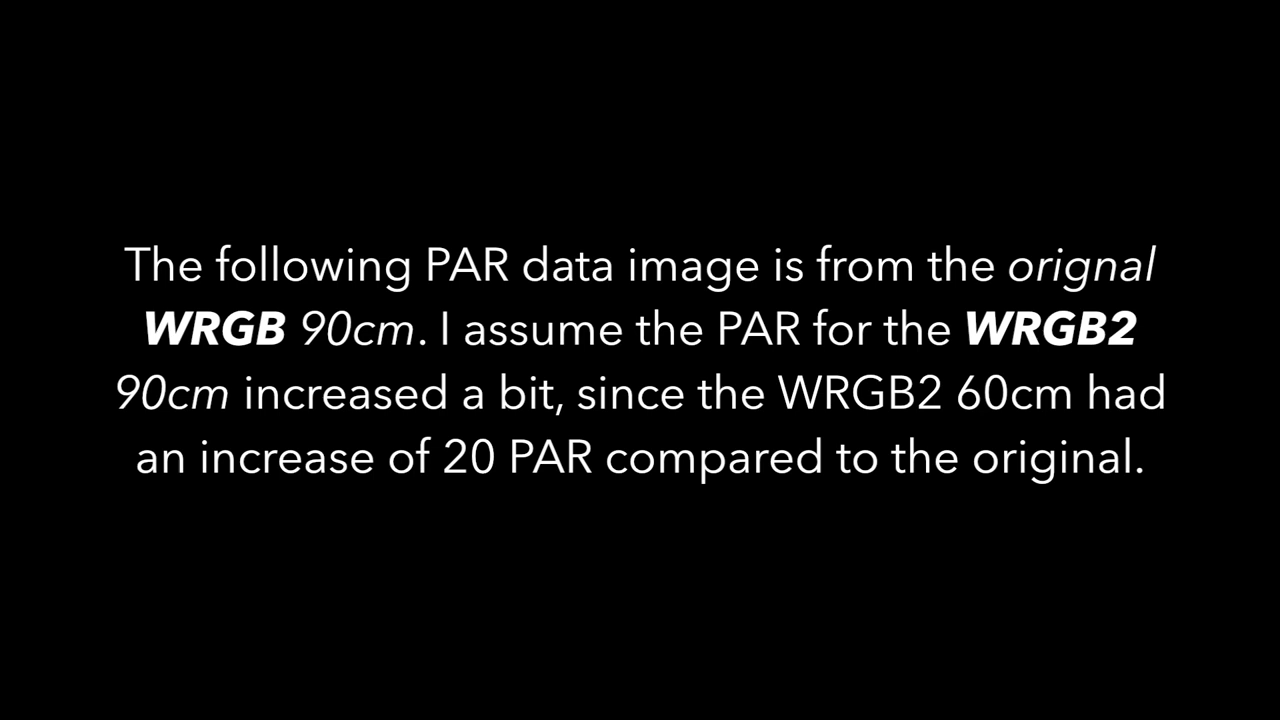 The following PAR data image is from the orignal
WRGB 90cm. I assume the PAR for the WRGB2
90cm increased a bit, since the WRGB2 60cm had
an increase of 20 PAR compared to the original.